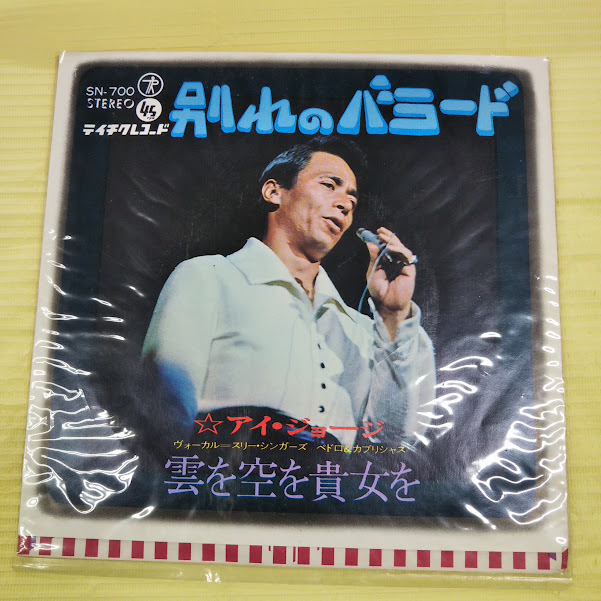 SN-700
STEREO
45
テイチクレコード
別れのバラード
☆アイ・ジョージ
ヴォーカル=スリー・シンガーズ ペドロ&カプリシャス
雲を空を貴女を